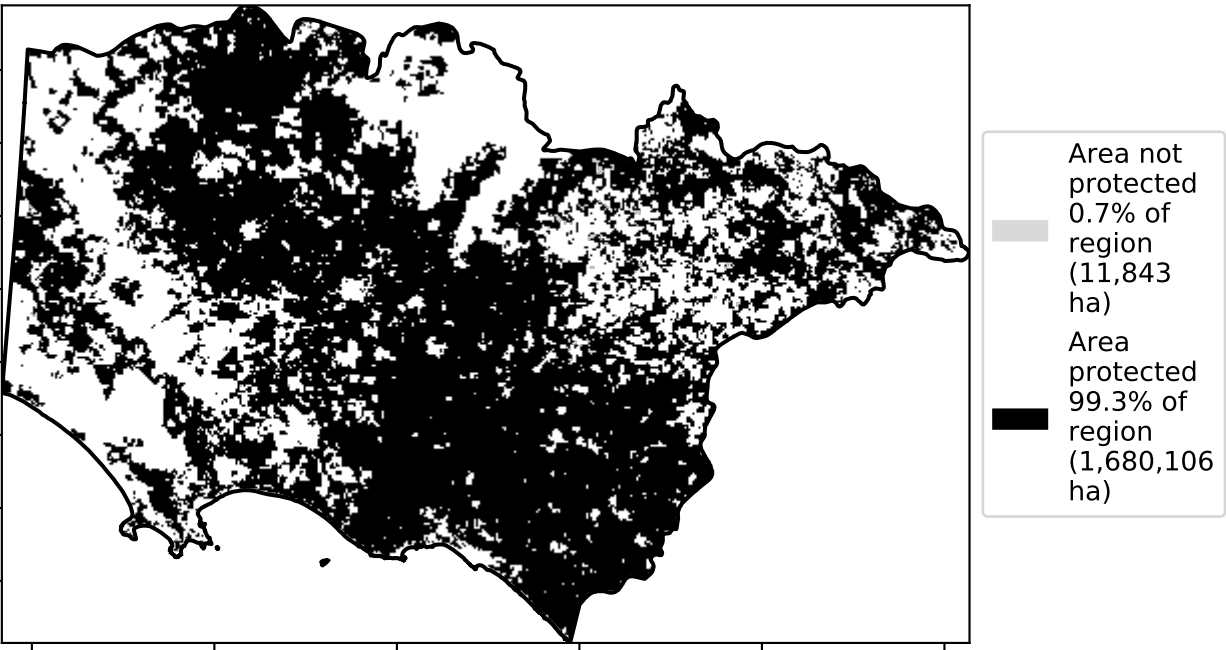 Area not
protected
0.7% of
region
(11,843
ha)
Area
protected
99.3% of
region
(1,680,106
ha)